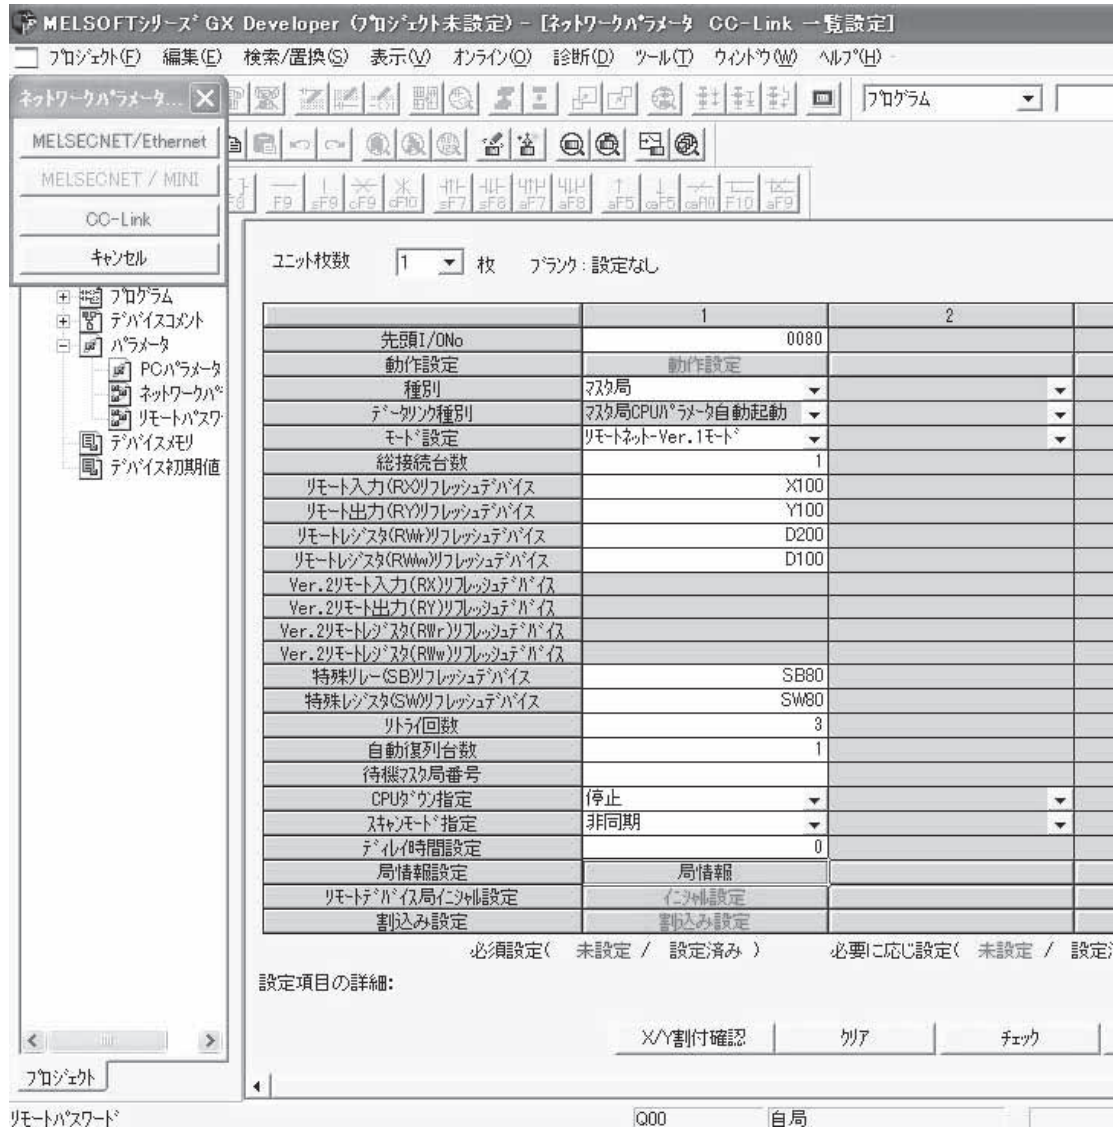 MELSOFTシリーズ GX Developer (プロジェクト未設定) - [ネットワークパラメータ CC-Link 一覧設定]
プロジェクト(F) 編集(E) 検索/置換(S) 表示(V) オンライン(O) 診断(D) ツール(T) ウィンドウ(W) ヘルプ(H)
ネットワークパラメータ...
プログラム
MELSECNET/Ethernet
MELSECNET / MINI
F9 sF9 cF9 cF10 sF7 sF8 aF7 aF8 aF5 caF5 caF10 F10 aF9
CC-Link
キャンセル
ユニット枚数 1 枚 ブランク:設定なし
プログラム
デバイスコメント
パラメータ
PCパラメータ
ネットワークパ
リモートパスワ
デバイスメモリ
デバイス初期値
1 2
先頭I/ONo 0080
動作設定 動作設定
種別 マスタ局
データリンク種別 マスタ局CPUパラメータ自動起動
モード設定 リモートネット-Ver.1モード
総接続台数 1
リモート入力(RX)リフレッシュデバイス X100
リモート出力(RY)リフレッシュデバイス Y100
リモートレジスタ(RWr)リフレッシュデバイス D200
リモートレジスタ(RWw)リフレッシュデバイス D100
Ver.2リモート入力(RX)リフレッシュデバイス
Ver.2リモート出力(RY)リフレッシュデバイス
Ver.2リモートレジスタ(RWr)リフレッシュデバイス
Ver.2リモートレジスタ(RWw)リフレッシュデバイス
特殊リレー(SB)リフレッシュデバイス SB80
特殊レジスタ(SW)リフレッシュデバイス SW80
リトライ回数 3
自動復列台数 1
待機マスタ局番号
CPUダウン指定 停止
スキャンモード指定 非同期
ディレイ時間設定 0
局情報設定 局情報
リモートデバイス局イニシャル設定 イニシャル設定
割込み設定 割込み設定
必須設定( 未設定 / 設定済み ) 必要に応じ設定( 未設定 / 設定
設定項目の詳細:
X/Y割付確認 クリア チェック
プロジェクト
リモートパスワード Q00 自局